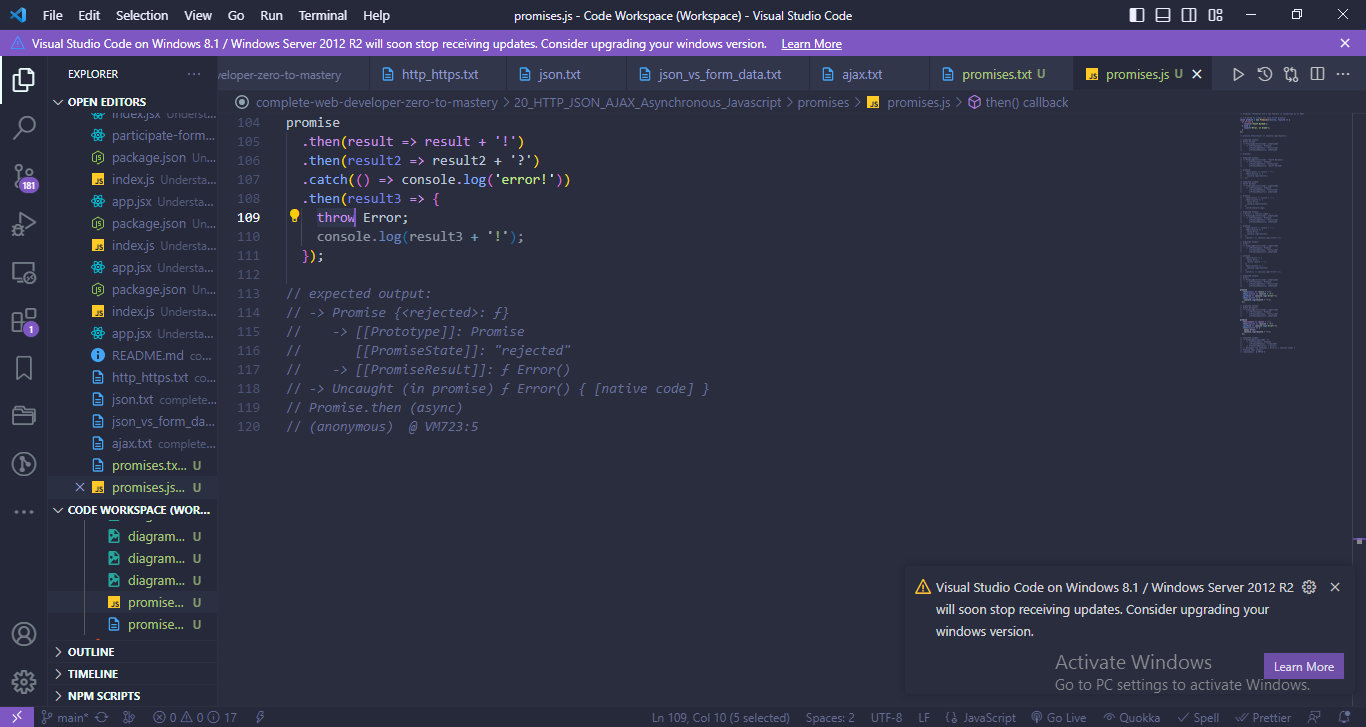 File Edit Selection View Go Run Terminal Help promises.js - Code Workspace (Workspace) - Visual Studio Code
Visual Studio Code on Windows 8.1 / Windows Server 2012 R2 will soon stop receiving updates. Consider upgrading your windows version. Learn More
EXPLORER
veloper-zero-to-mastery http_https.txt json.txt json_vs_form_data.txt ajax.txt promises.txt U promises.js U
complete-web-developer-zero-to-mastery > 20_HTTP_JSON_AJAX_Asynchronous_Javascript > promises > JS promises.js > then() callback
OPEN EDITORS
index.jsx Underst...
participate-form...
package.json Un...
JS index.js Understa...
app.jsx Understa...
package.json Un...
JS index.js Understa...
app.jsx Understa...
package.json Un...
JS index.js Understa...
app.jsx Understa...
README.md co...
http_https.txt co...
json.txt complete...
json_vs_form_da...
ajax.txt complete...
promises.tx... U
JS promises.js... U
CODE WORKSPACE (WOR...
diagram... U
diagram... U
diagram... U
JS promise... U
promise... U
OUTLINE
TIMELINE
NPM SCRIPTS
181
1
104 promise
105 .then(result => result + '!')
106 .then(result2 => result2 + '?')
107 .catch(() => console.log('error!'))
108 .then(result3 => {
109 throw Error;
110 console.log(result3 + '!');
111 });
112
113 // expected output:
114 // -> Promise {<rejected>: ƒ}
115 // -> [[Prototype]]: Promise
116 // [[PromiseState]]: "rejected"
117 // -> [[PromiseResult]]: ƒ Error()
118 // -> Uncaught (in promise) ƒ Error() { [native code] }
119 // Promise.then (async)
120 // (anonymous) @ VM723:5
Visual Studio Code on Windows 8.1 / Windows Server 2012 R2
will soon stop receiving updates. Consider upgrading your
windows version.
Learn More
Activate Windows
Go to PC settings to activate Windows.
main* 0 0 17 Ln 109, Col 10 (5 selected) Spaces: 2 UTF-8 LF {} JavaScript Go Live Quokka Spell Prettier